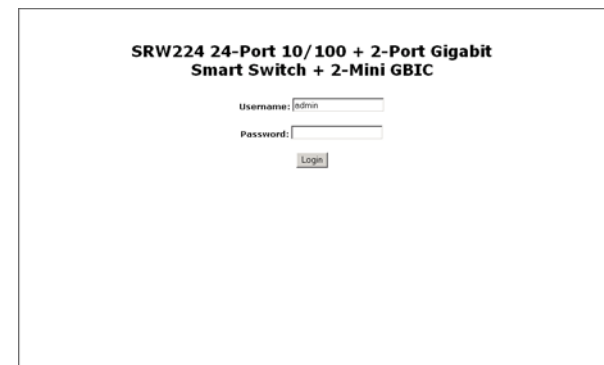 SRW224 24-Port 10/100 + 2-Port Gigabit
Smart Switch + 2-Mini GBIC
Username: admin
Password:
Login